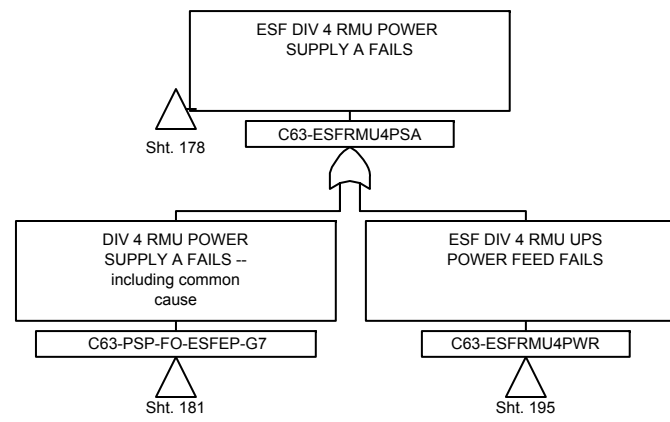 ESF DIV 4 RMU POWER
SUPPLY A FAILS
Sht. 178
C63-ESFRMU4PSA
DIV 4 RMU POWER
SUPPLY A FAILS --
including common
cause
C63-PSP-FO-ESFEP-G7
Sht. 181
ESF DIV 4 RMU UPS
POWER FEED FAILS
C63-ESFRMU4PWR
Sht. 195